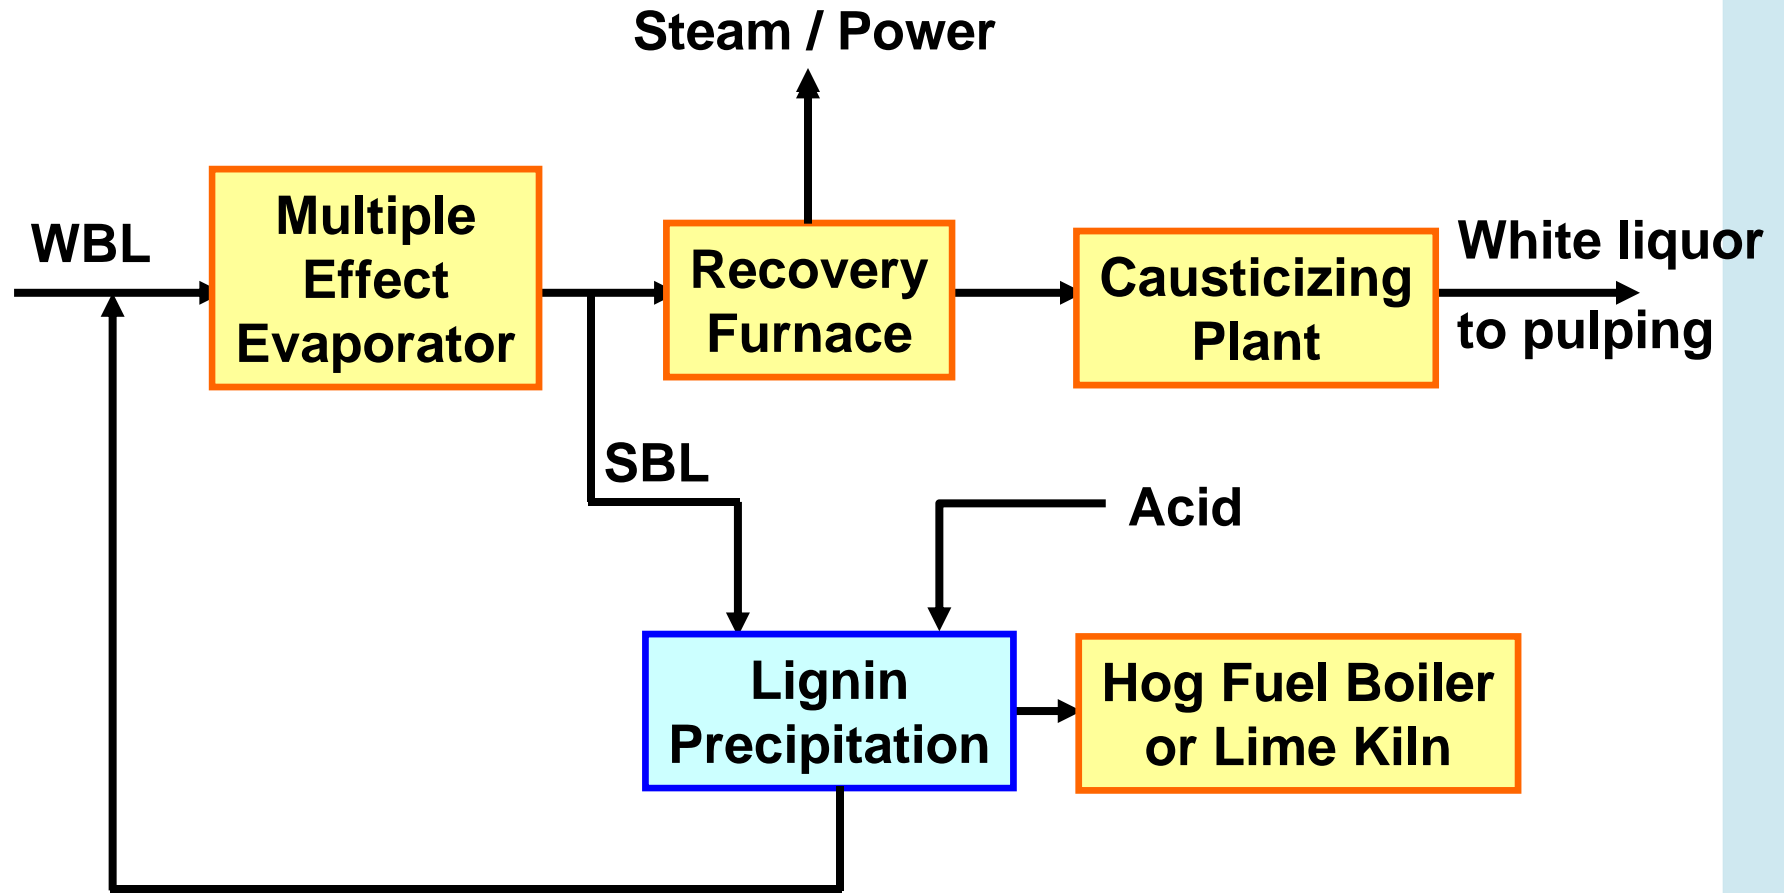 Steam / Power
WBL
Multiple
Effect
Evaporator
Recovery
Furnace
Causticizing
Plant
White liquor
to pulping
SBL
Acid
Lignin
Precipitation
Hog Fuel Boiler
or Lime Kiln